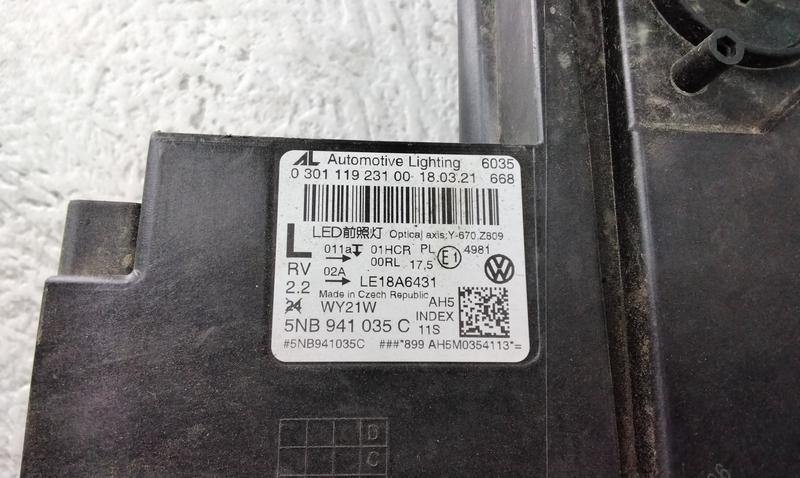 AL Automotive Lighting 6035
0 301 119 231 00 18.03.21 668
LED前照灯 Optical axis:Y-670,Z809
L 011a 01HCR PL E1 4981
→ 00RL 17,5
RV 02A → LE18A6431
2.2 Made in Czech Republic AH5
24 WY21W INDEX
5NB 941 035 C 11S
#5NB941035C ###*899 AH5M0354113*=
D
C